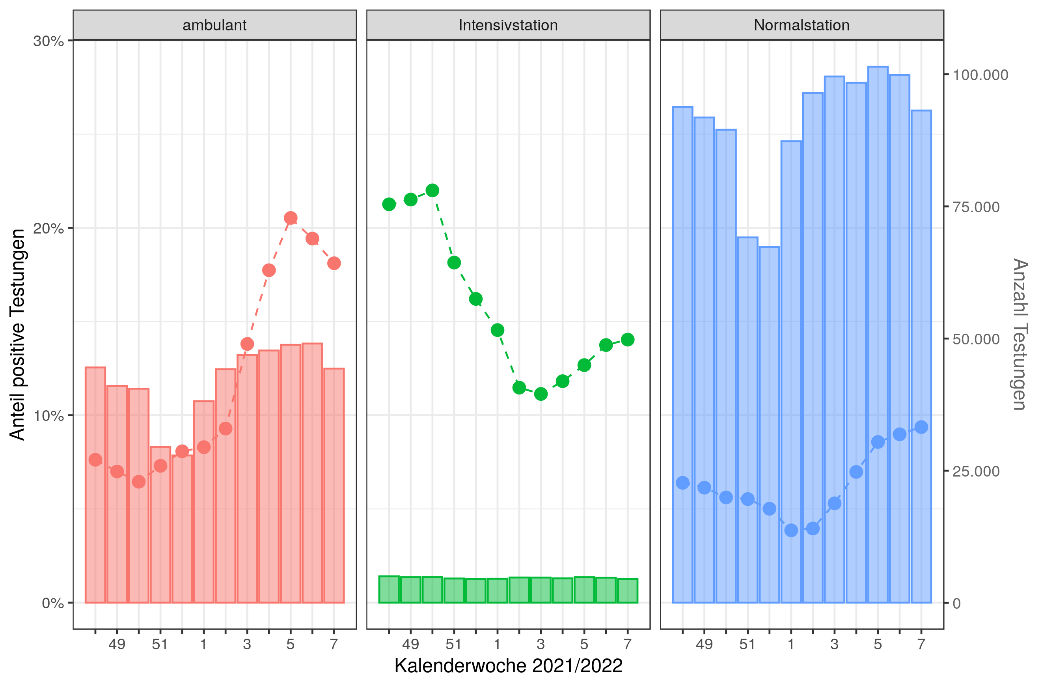 ambulant Intensivstation Normalstation
30%
20%
10%
0%
100.000
75.000
50.000
25.000
0
Anteil positive Testungen
Anzahl Testungen
49 51 1 3 5 7 49 51 1 3 5 7 49 51 1 3 5 7
Kalenderwoche 2021/2022